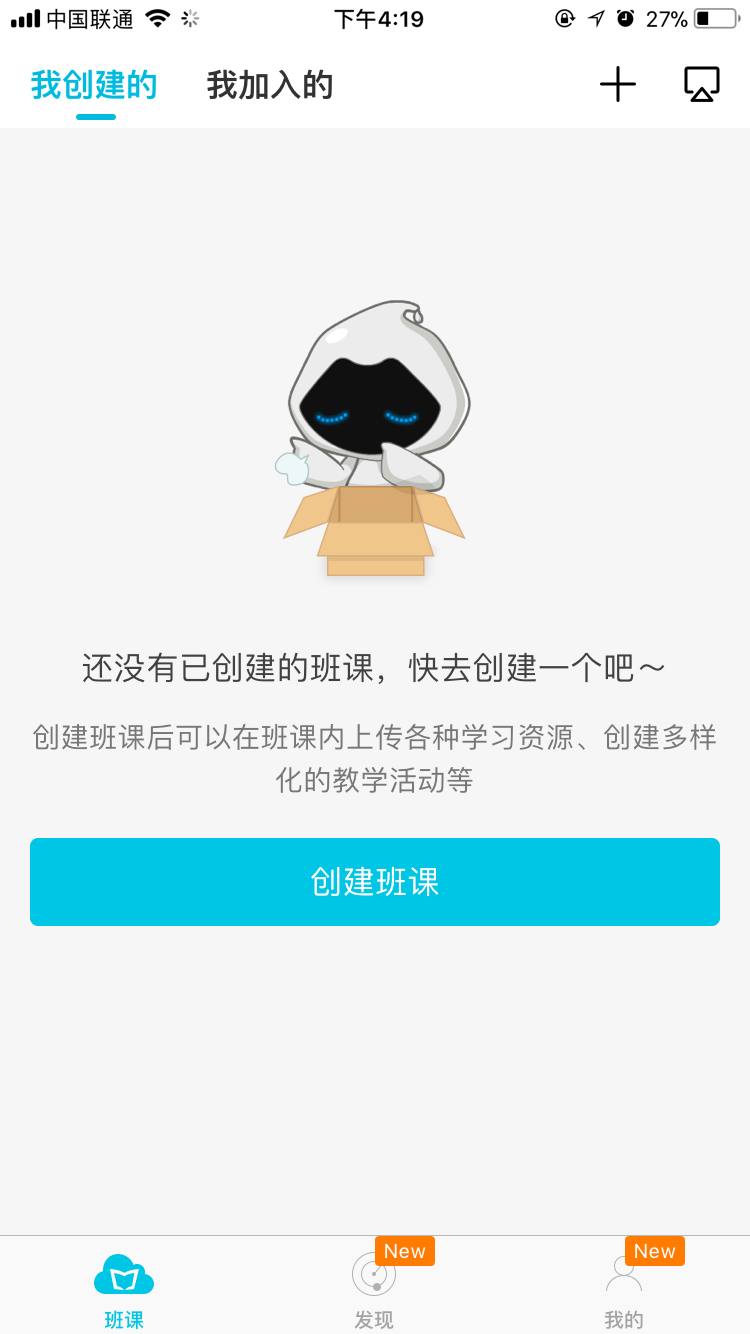 中国联通 下午4:19 27%
我创建的 我加入的
还没有已创建的班课，快去创建一个吧～
创建班课后可以在班课内上传各种学习资源、创建多样
化的教学活动等
创建班课
New New
班课 发现 我的